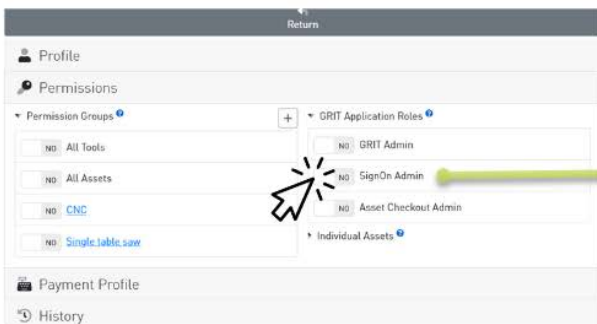 Return
Profile
Permissions
Permission Groups ?
+
NO All Tools
NO All Assets
NO CNC
NO Single table saw
GRIT Application Roles ?
NO GRIT Admin
NO SignOn Admin
NO Asset Checkout Admin
Individual Assets ?
Payment Profile
History